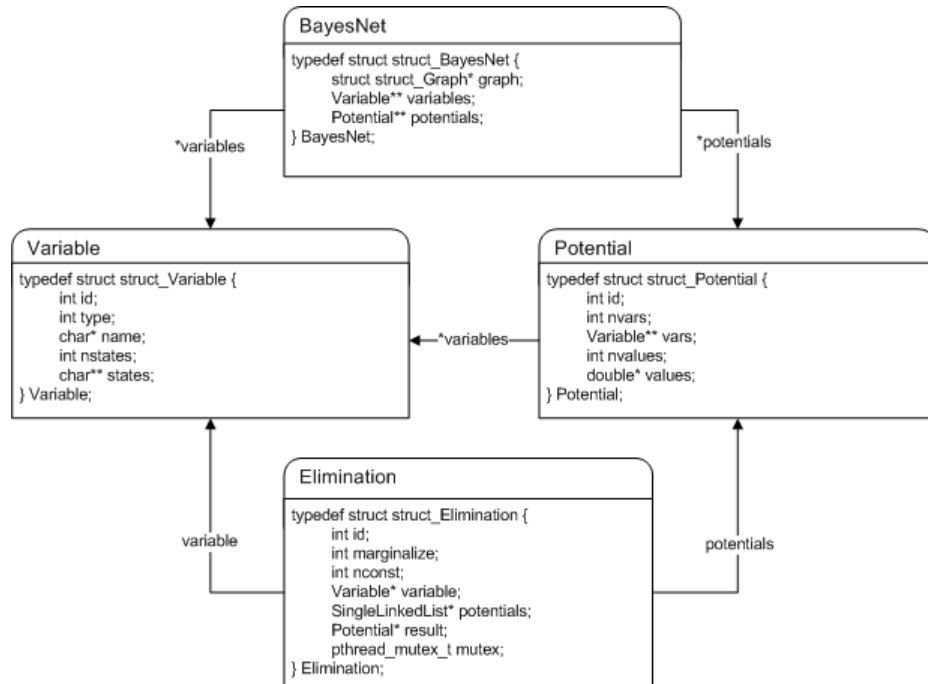 BayesNet
typedef struct struct_BayesNet {
struct struct_Graph* graph;
Variable** variables;
Potential** potentials;
} BayesNet;
*variables
*potentials
Variable
typedef struct struct_Variable {
int id;
int type;
char* name;
int nstates;
char** states;
} Variable;
*variables
Potential
typedef struct struct_Potential {
int id;
int nvars;
Variable** vars;
int nvalues;
double* values;
} Potential;
variable
potentials
Elimination
typedef struct struct_Elimination {
int id;
int marginalize;
int nconst;
Variable* variable;
SingleLinkedList* potentials;
Potential* result;
pthread_mutex_t mutex;
} Elimination;